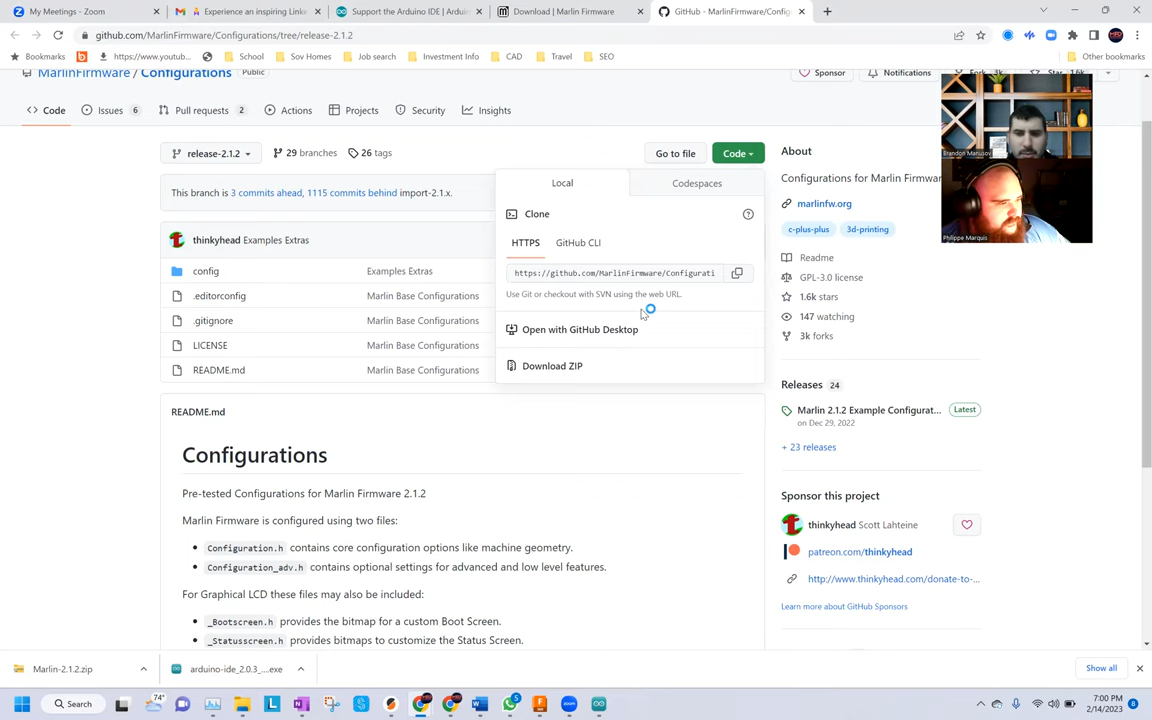 My Meetings - Zoom
Experience an inspiring Linke
Support the Arduino IDE | Arduin
Download | Marlin Firmware
GitHub - MarlinFirmware/Config
github.com/MarlinFirmware/Configurations/tree/release-2.1.2
Bookmarks
https://www.youtub...
School
Sov Homes
Job search
Investment Info
CAD
Travel
SEO
Other bookmarks
MarlinFirmware / Configurations Public
Sponsor
Notifications
Fork 3k
Star 1.6k
Code
Issues 6
Pull requests 2
Actions
Projects
Security
Insights
Brandon Manusov
Philippe Marquis
release-2.1.2
29 branches
26 tags
Go to file
Code
About
This branch is 3 commits ahead, 1115 commits behind import-2.1.x.
Local
Codespaces
Configurations for Marlin Firmwar
Clone
marlinfw.org
HTTPS
GitHub CLI
c-plus-plus
3d-printing
thinkyhead Examples Extras
https://github.com/MarlinFirmware/Configurati
Use Git or checkout with SVN using the web URL.
Open with GitHub Desktop
Download ZIP
config
Examples Extras
.editorconfig
Marlin Base Configurations
.gitignore
Marlin Base Configurations
LICENSE
Marlin Base Configurations
README.md
Marlin Base Configurations
Readme
GPL-3.0 license
1.6k stars
147 watching
3k forks
Releases 24
Marlin 2.1.2 Example Configurat... Latest
on Dec 29, 2022
+ 23 releases
README.md
Configurations
Pre-tested Configurations for Marlin Firmware 2.1.2
Marlin Firmware is configured using two files:
Configuration.h contains core configuration options like machine geometry.
Configuration_adv.h contains optional settings for advanced and low level features.
For Graphical LCD these files may also be included:
_Bootscreen.h provides the bitmap for a custom Boot Screen.
_Statusscreen.h provides bitmaps to customize the Status Screen.
Sponsor this project
thinkyhead Scott Lahteine
patreon.com/thinkyhead
http://www.thinkyhead.com/donate-to-...
Learn more about GitHub Sponsors
Marlin-2.1.2.zip
arduino-ide_2.0.3_....exe
Show all
Search
74°
5
7:00 PM
2/14/2023
8